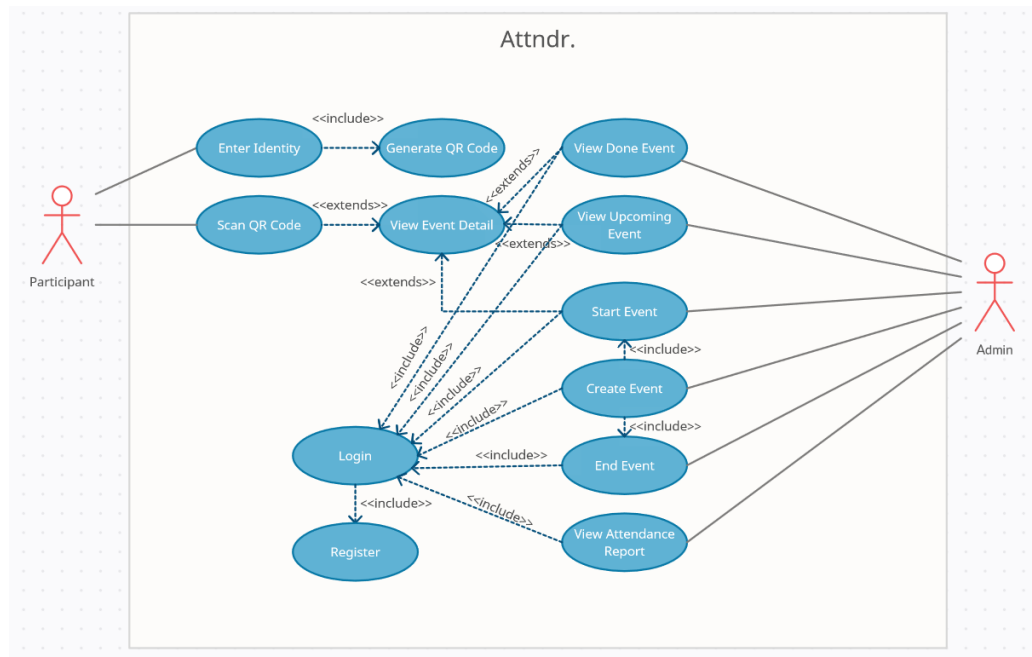 Attndr.
<<include>>
Enter Identity
Generate QR Code
View Done Event
<<extends>>
Scan QR Code
<<extends>>
View Event Detail
View Upcoming
Event
<<extends>>
Participant
<<extends>>
Start Event
Admin
<<include>>
<<include>>
<<include>>
<<include>>
Create Event
<<include>>
<<include>>
Login
<<include>>
End Event
<<include>>
<<include>>
View Attendance
Report
Register